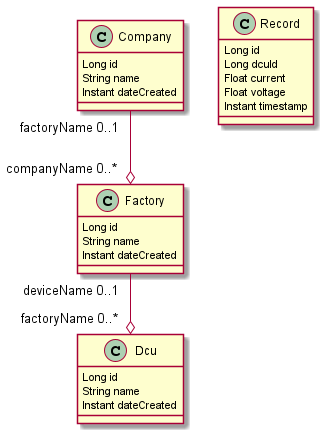 C Company
Long id
String name
Instant dateCreated
C Record
Long id
Long dcuId
Float current
Float voltage
Instant timestamp
factoryName 0..1
companyName 0..*
C Factory
Long id
String name
Instant dateCreated
deviceName 0..1
factoryName 0..*
C Dcu
Long id
String name
Instant dateCreated